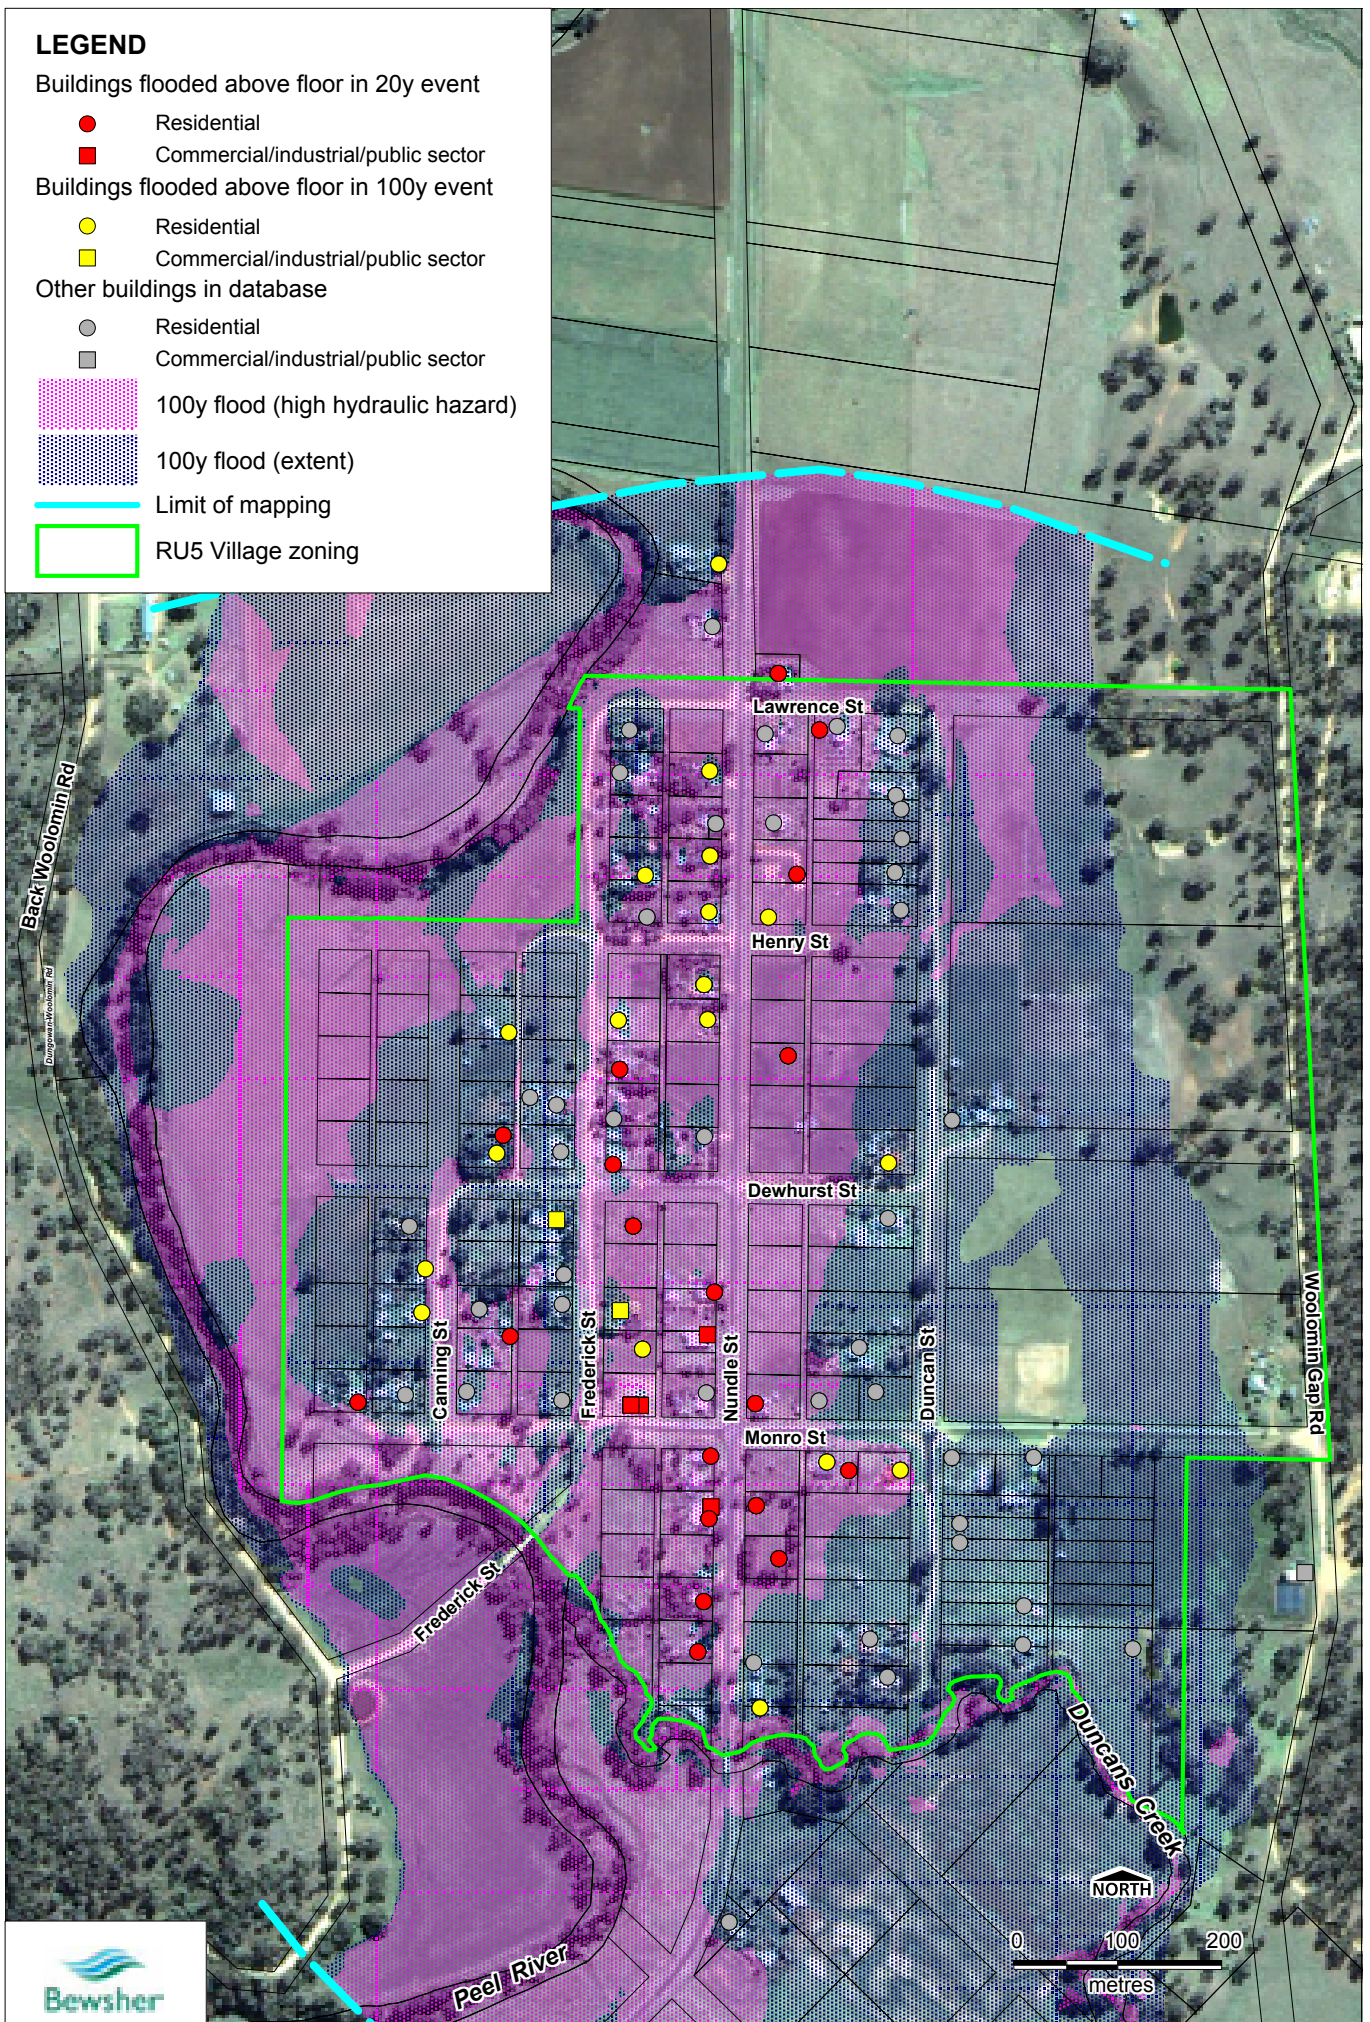 LEGEND
Buildings flooded above floor in 20y event
Residential
Commercial/industrial/public sector
Buildings flooded above floor in 100y event
Residential
Commercial/industrial/public sector
Other buildings in database
Residential
Commercial/industrial/public sector
100y flood (high hydraulic hazard)
100y flood (extent)
Limit of mapping
RU5 Village zoning
Lawrence St
Back Woolomin Rd
Henry St
Dungowan-Woolomin Rd
Dewhurst St
Canning St
Frederick St
Nundle St
Duncan St
Woolomin Gap Rd
Monro St
Frederick St
Duncans Creek
NORTH
0 100 200
metres
Peel River
Bewsher